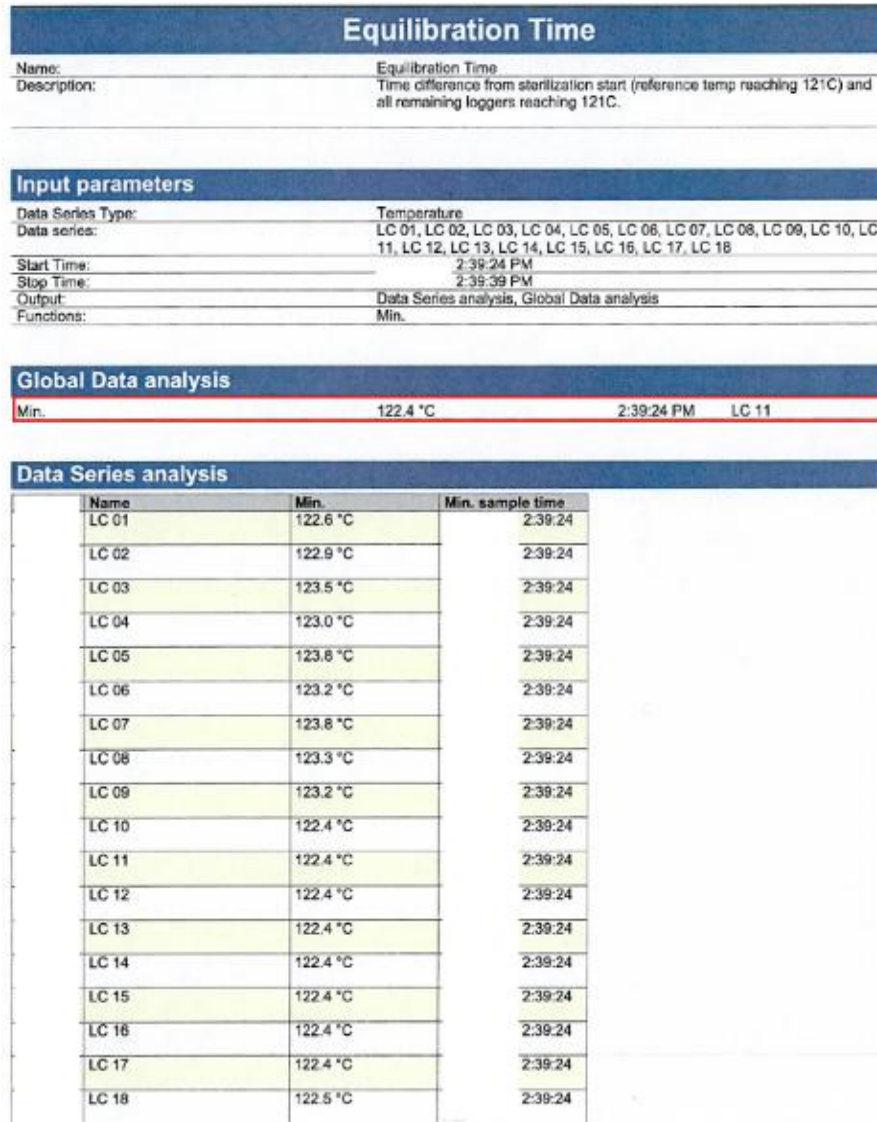 Equilibration Time
Name: Equilibration Time
Description: Time difference from sterilization start (reference temp reaching 121C) and
all remaining loggers reaching 121C.
Input parameters
Data Series Type: Temperature
Data series: LC 01, LC 02, LC 03, LC 04, LC 05, LC 06, LC 07, LC 08, LC 09, LC 10, LC
11, LC 12, LC 13, LC 14, LC 15, LC 16, LC 17, LC 18
Start Time: 2:39:24 PM
Stop Time: 2:39:39 PM
Output: Data Series analysis, Global Data analysis
Functions: Min.
Global Data analysis
Min. 122.4 °C 2:39:24 PM LC 11
Data Series analysis
Name Min. Min. sample time
LC 01 122.6 °C 2:39:24
LC 02 122.9 °C 2:39:24
LC 03 123.5 °C 2:39:24
LC 04 123.0 °C 2:39:24
LC 05 123.8 °C 2:39:24
LC 06 123.2 °C 2:39:24
LC 07 123.8 °C 2:39:24
LC 08 123.3 °C 2:39:24
LC 09 123.2 °C 2:39:24
LC 10 122.4 °C 2:39:24
LC 11 122.4 °C 2:39:24
LC 12 122.4 °C 2:39:24
LC 13 122.4 °C 2:39:24
LC 14 122.4 °C 2:39:24
LC 15 122.4 °C 2:39:24
LC 16 122.4 °C 2:39:24
LC 17 122.4 °C 2:39:24
LC 18 122.5 °C 2:39:24